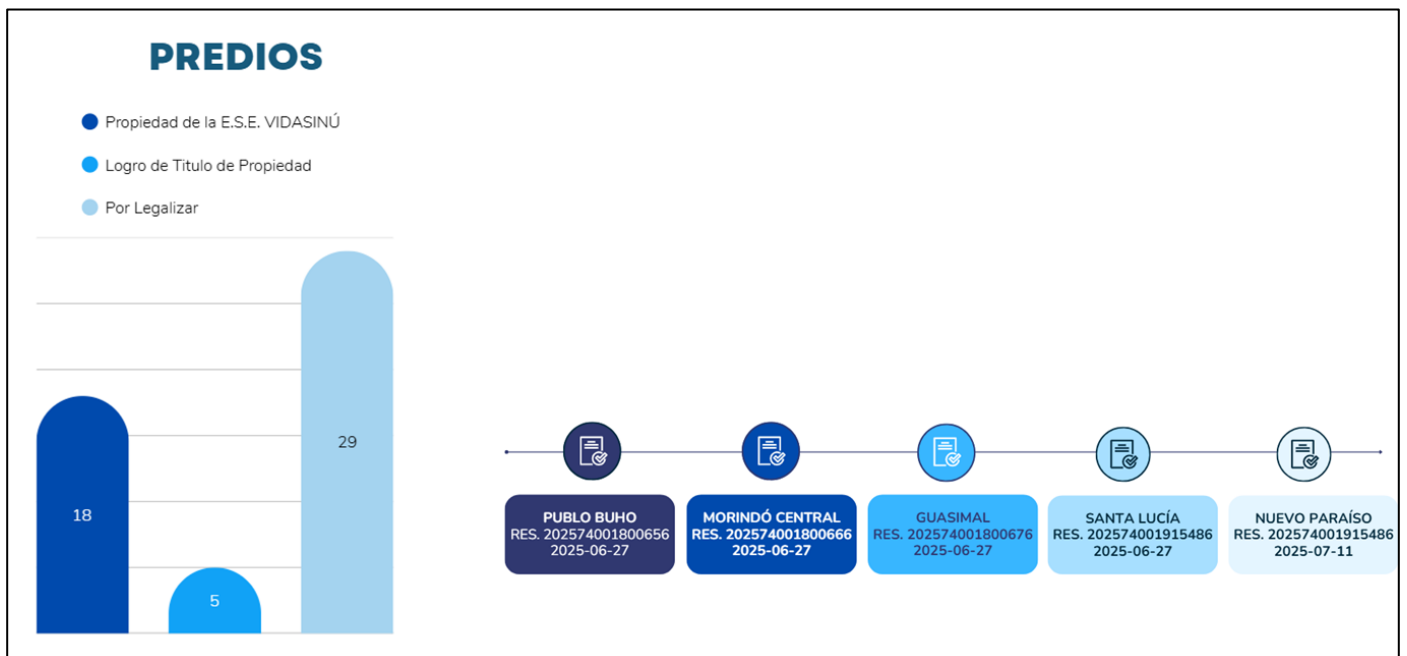 PREDIOS
Propiedad de la E.S.E. VIDASINÚ
Logro de Titulo de Propiedad
Por Legalizar
18
5
29
PUBLO BUHO
RES. 202574001800656
2025-06-27
MORINDÓ CENTRAL
RES. 202574001800666
2025-06-27
GUASIMAL
RES. 202574001800676
2025-06-27
SANTA LUCÍA
RES. 202574001915486
2025-06-27
NUEVO PARAÍSO
RES. 202574001915486
2025-07-11